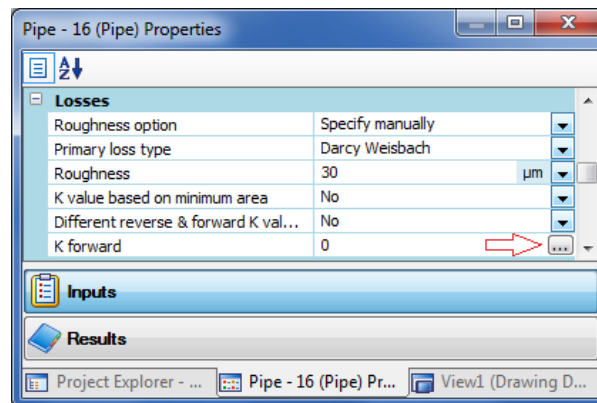 Pipe - 16 (Pipe) Properties
Losses
Roughness option Specify manually
Primary loss type Darcy Weisbach
Roughness 30 µm
K value based on minimum area No
Different reverse & forward K val... No
K forward 0 ...
Inputs
Results
Project Explorer - ... Pipe - 16 (Pipe) Pr... View1 (Drawing D...